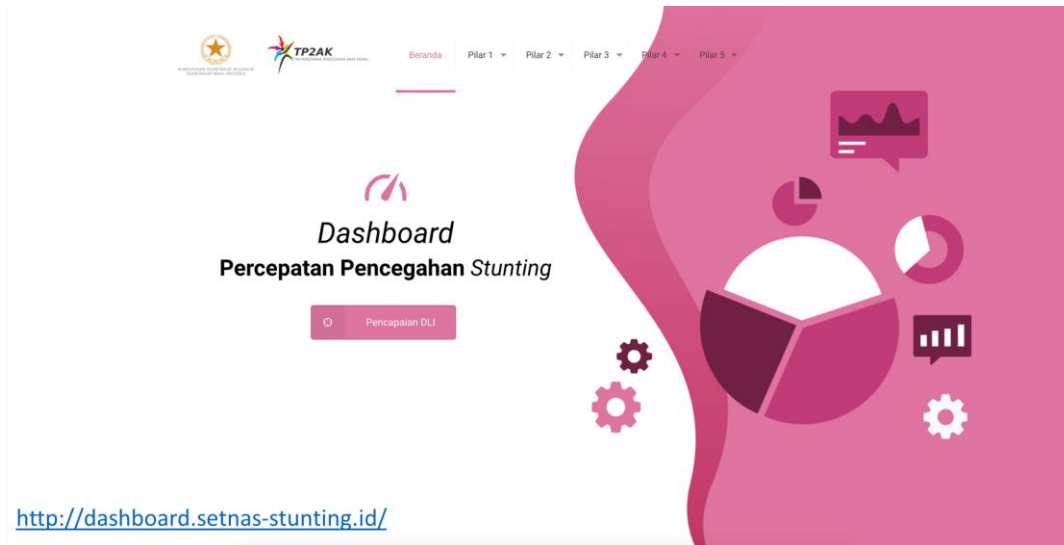 TP2AK
Beranda
Pilar 1
Pilar 2
Pilar 3
Pilar 4
Pilar 5
Dashboard
Percepatan Pencegahan Stunting
Pencapaian DLI
http://dashboard.setnas-stunting.id/